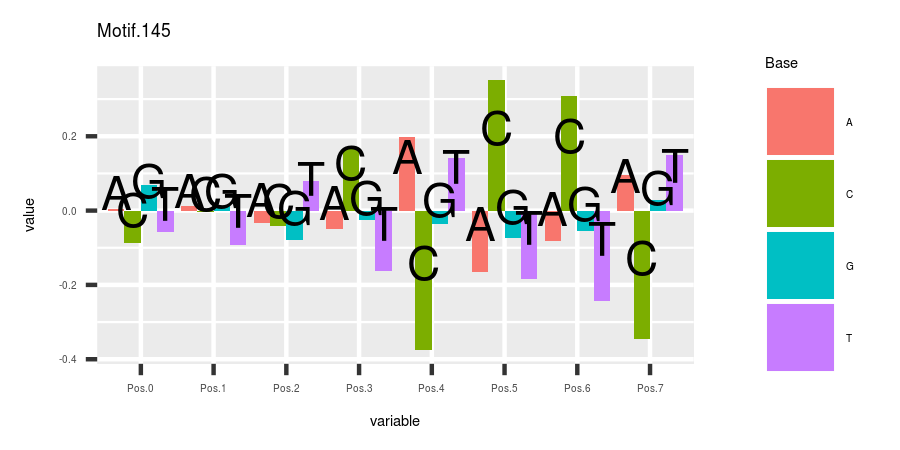 Motif.145
Base
A
C
G
T
value
0.2
0.0
-0.2
-0.4
A C G T A C G T A C G T A C G T A C G T A C G T A C G T A C G T
Pos.0 Pos.1 Pos.2 Pos.3 Pos.4 Pos.5 Pos.6 Pos.7
variable